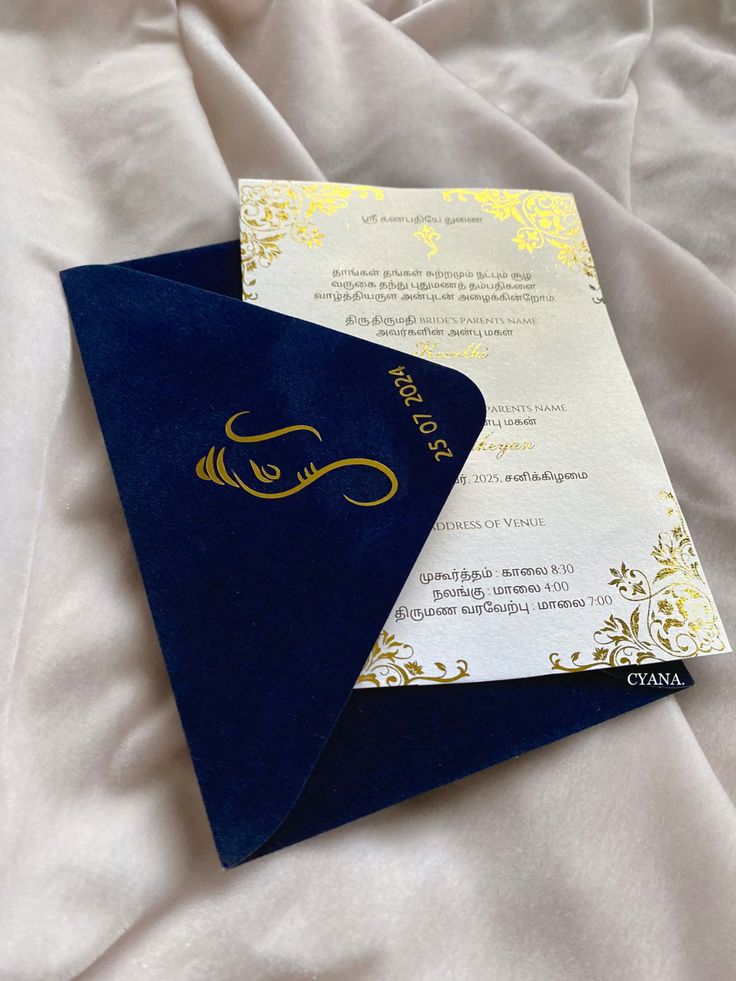 ஸ்ரீ கணபதியே துணை
தாங்கள் தங்கள் சுற்றமும் நட்பும் சூழ
வருகை தந்து புதுமணத் தம்பதிகளை
வாழ்த்தியருள அன்புடன் அழைக்கின்றோம்.
திரு.திருமதி BRIDE'S PARENTS NAME
அவர்களின் அன்பு மகள்
PARENTS NAME
மகன்
2025, சனிக்கிழமை
ADDRESS OF VENUE
முகூர்த்தம் : காலை 8:30
நலங்கு : மாலை 4:00
திருமண வரவேற்பு : மாலை 7:00
25 07 2024
CYANA.